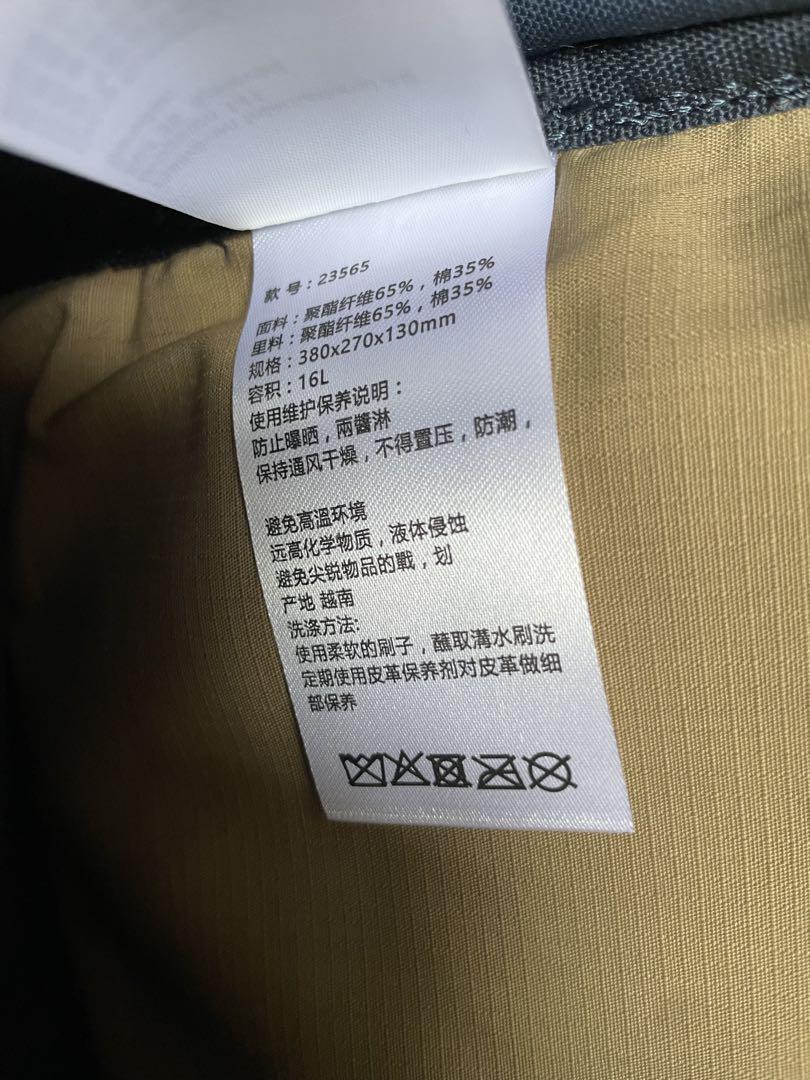 款 号：23565
面料：聚酯纤维65%，棉35%
里料：聚酯纤维65%，棉35%
规格：380x270x130mm
容积：16L
使用维护保养说明：
防止曝晒，兩醬淋
保持通风干燥，不得置压，防潮，
避免高溫环境
远高化学物质，液体侵蚀
避免尖锐物品的戰，划
产地 越南
洗涤方法:
使用柔软的刷子，蘸取溝水刷洗
定期使用皮革保养剂对皮革做细
部保养